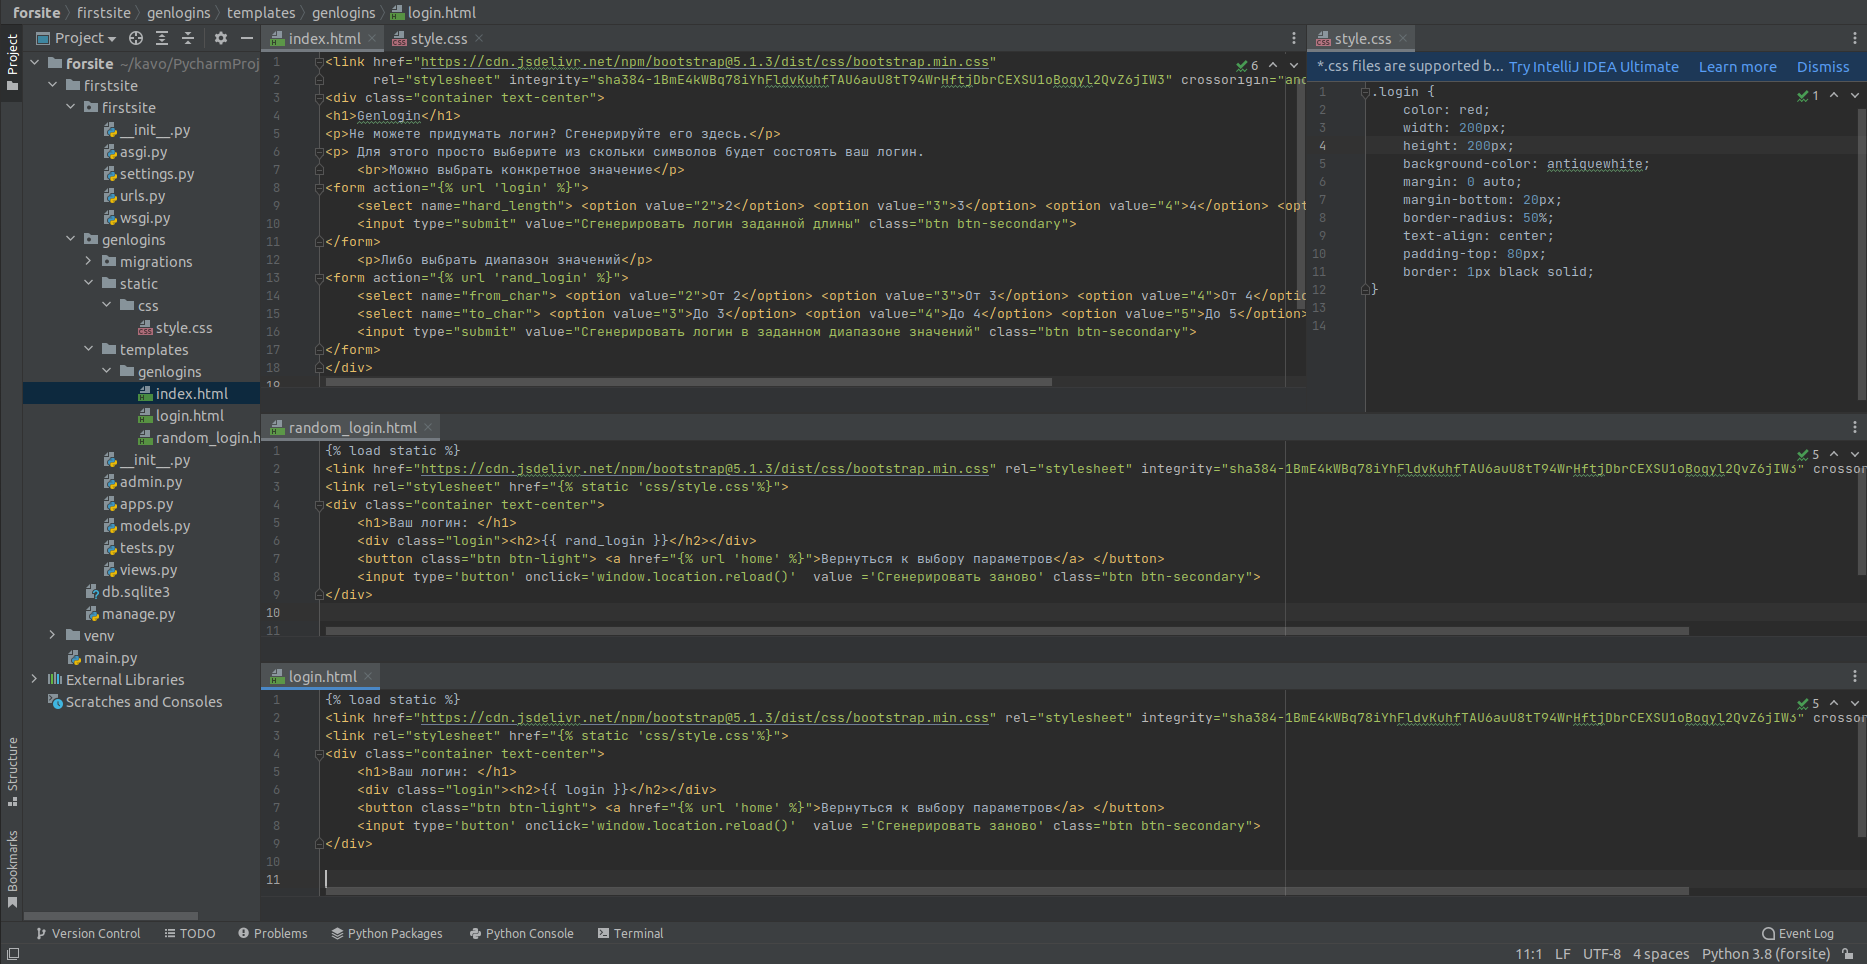 forsite firstsite genlogins templates genlogins login.html
Project
Project
forsite ~/kavo/PycharmProj
firstsite
firstsite
__init__.py
asgi.py
settings.py
urls.py
wsgi.py
genlogins
migrations
static
css
style.css
templates
genlogins
index.html
login.html
random_login.h
__init__.py
admin.py
apps.py
models.py
tests.py
views.py
db.sqlite3
manage.py
venv
main.py
External Libraries
Scratches and Consoles
Structure
Bookmarks
index.html style.css
6
1 <link href="https://cdn.jsdelivr.net/npm/bootstrap@5.1.3/dist/css/bootstrap.min.css"
2 rel="stylesheet" integrity="sha384-1BmE4kWBq78iYhFldvKuhfTAU6auU8tT94WrHftjDbrCEXSU1oBoqyl2QvZ6jIW3" crossorigin="ano
3 <div class="container text-center">
4 <h1>Genlogin</h1>
5 <p>Не можете придумать логин? Сгенерируйте его здесь.</p>
6 <p> Для этого просто выберите из скольки символов будет состоять ваш логин.
7 <br>Можно выбрать конкретное значение</p>
8 <form action="{% url 'login' %}">
9 <select name="hard_length"> <option value="2">2</option> <option value="3">3</option> <option value="4">4</option> <opt
10 <input type="submit" value="Сгенерировать логин заданной длины" class="btn btn-secondary">
11 </form>
12 <p>Либо выбрать диапазон значений</p>
13 <form action="{% url 'rand_login' %}">
14 <select name="from_char"> <option value="2">От 2</option> <option value="3">От 3</option> <option value="4">От 4</optio
15 <select name="to_char"> <option value="3">До 3</option> <option value="4">До 4</option> <option value="5">До 5</option>
16 <input type="submit" value="Сгенерировать логин в заданном диапазоне значений" class="btn btn-secondary">
17 </form>
18 </div>
19
style.css
*.css files are supported b... Try IntelliJ IDEA Ultimate Learn more Dismiss
1
1 .login {
2 color: red;
3 width: 200px;
4 height: 200px;
5 background-color: antiquewhite;
6 margin: 0 auto;
7 margin-bottom: 20px;
8 border-radius: 50%;
9 text-align: center;
10 padding-top: 80px;
11 border: 1px black solid;
12 }
13
14
random_login.html
5
1 {% load static %}
2 <link href="https://cdn.jsdelivr.net/npm/bootstrap@5.1.3/dist/css/bootstrap.min.css" rel="stylesheet" integrity="sha384-1BmE4kWBq78iYhFldvKuhfTAU6auU8tT94WrHftjDbrCEXSU1oBoqyl2QvZ6jIW3" crossor
3 <link rel="stylesheet" href="{% static 'css/style.css'%}">
4 <div class="container text-center">
5 <h1>Ваш логин: </h1>
6 <div class="login"><h2>{{ rand_login }}</h2></div>
7 <button class="btn btn-light"> <a href="{% url 'home' %}">Вернуться к выбору параметров</a> </button>
8 <input type='button' onclick='window.location.reload()' value ='Сгенерировать заново' class="btn btn-secondary">
9 </div>
10
11
login.html
5
1 {% load static %}
2 <link href="https://cdn.jsdelivr.net/npm/bootstrap@5.1.3/dist/css/bootstrap.min.css" rel="stylesheet" integrity="sha384-1BmE4kWBq78iYhFldvKuhfTAU6auU8tT94WrHftjDbrCEXSU1oBoqyl2QvZ6jIW3" crossor
3 <link rel="stylesheet" href="{% static 'css/style.css'%}">
4 <div class="container text-center">
5 <h1>Ваш логин: </h1>
6 <div class="login"><h2>{{ login }}</h2></div>
7 <button class="btn btn-light"> <a href="{% url 'home' %}">Вернуться к выбору параметров</a> </button>
8 <input type='button' onclick='window.location.reload()' value ='Сгенерировать заново' class="btn btn-secondary">
9 </div>
10
11
Version Control TODO Problems Python Packages Python Console Terminal Event Log
11:1 LF UTF-8 4 spaces Python 3.8 (forsite)